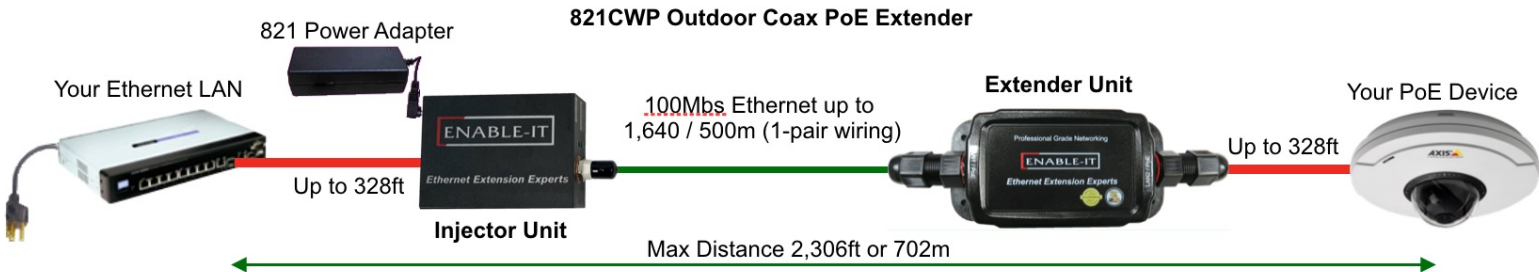 821CWP Outdoor Coax PoE Extender
821 Power Adapter
Your Ethernet LAN
Up to 328ft
ENABLE-IT
Ethernet Extension Experts
Injector Unit
100Mbs Ethernet up to
1,640 / 500m (1-pair wiring)
Extender Unit
Professional Grade Networking
ENABLE-IT
Ethernet Extension Experts
Up to 328ft
Your PoE Device
AXIS
Max Distance 2,306ft or 702m